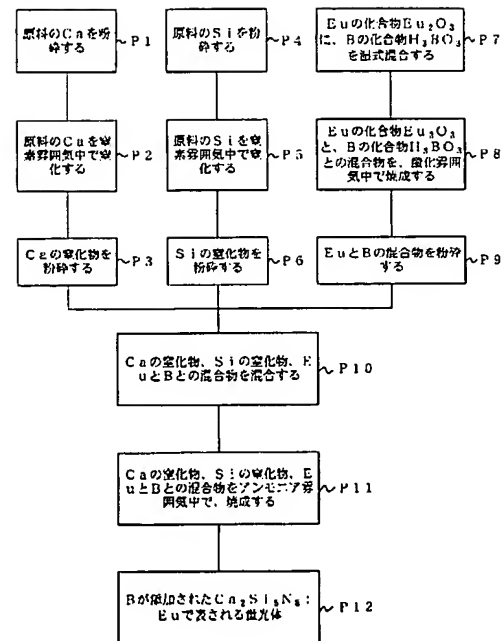 原料のCaを粉砕する
P1
原料のSiを粉砕する
P4
Euの化合物Eu₂O₃
に、Bの化合物H₃BO₃
を湿式混合する
P7
原料のCaを窒
素雰囲気中で窒
化する
P2
原料のSiを窒
素雰囲気中で窒
化する
P5
Euの化合物Eu₃O₃
と、Bの化合物H₃BO₃
との混合物を、酸化雰囲
気中で焼成する
P8
Caの窒化物を
粉砕する
P3
Siの窒化物を
粉砕する
P6
EuとBの混合物を粉砕
する
P9
Caの窒化物、Siの窒化物、E
uとBとの混合物を混合する
P10
Caの窒化物、Siの窒化物、E
uとBとの混合物をアンモニア雰
囲気中で、焼成する
P11
Bが添加されたCa₂Si₅N₈:
Euで表される蛍光体
P12